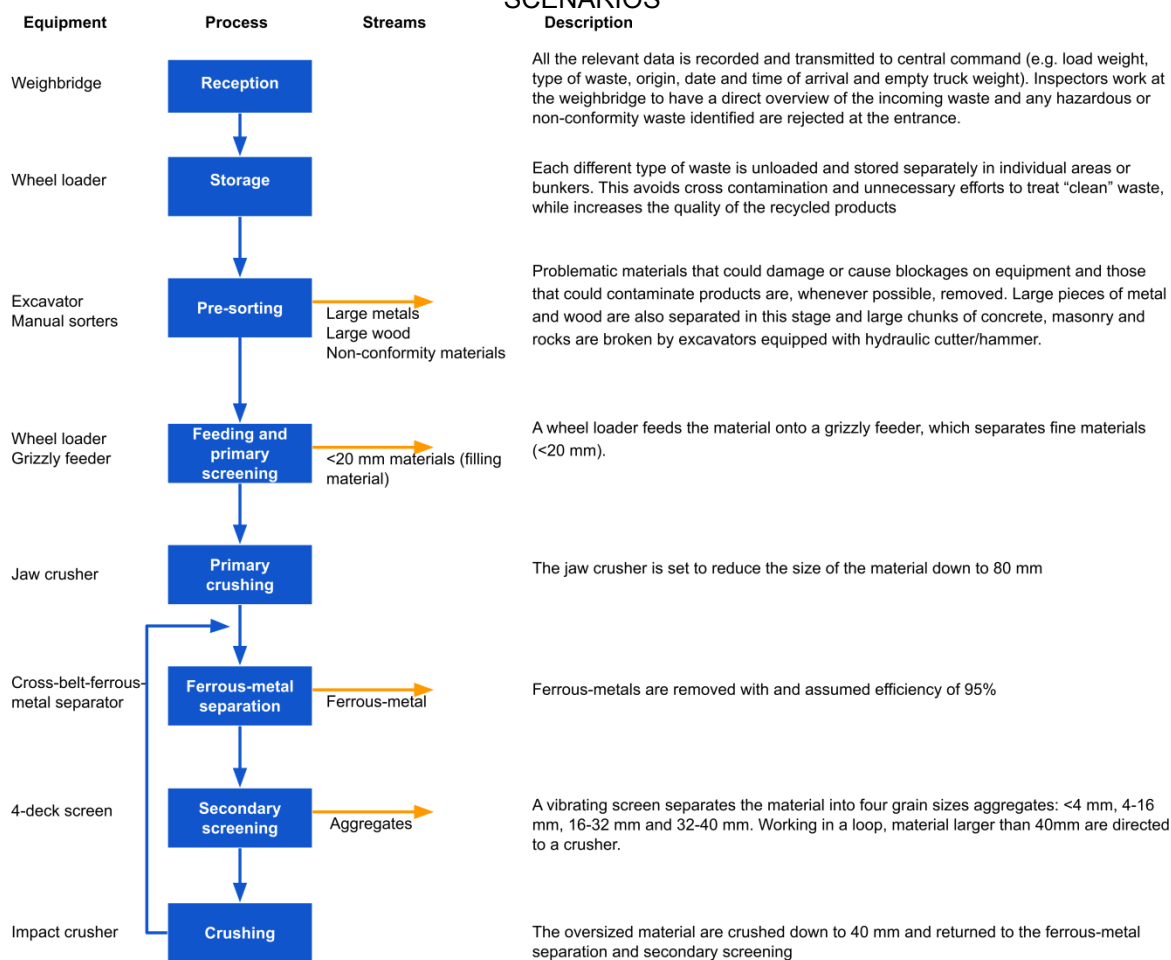 SCENARIOS
Equipment Process Streams Description
Weighbridge
Reception
All the relevant data is recorded and transmitted to central command (e.g. load weight,
type of waste, origin, date and time of arrival and empty truck weight). Inspectors work at
the weighbridge to have a direct overview of the incoming waste and any hazardous or
non-conformity waste identified are rejected at the entrance.
Wheel loader
Storage
Each different type of waste is unloaded and stored separately in individual areas or
bunkers. This avoids cross contamination and unnecessary efforts to treat “clean” waste,
while increases the quality of the recycled products
Excavator
Manual sorters
Pre-sorting
Large metals
Large wood
Non-conformity materials
Problematic materials that could damage or cause blockages on equipment and those
that could contaminate products are, whenever possible, removed. Large pieces of metal
and wood are also separated in this stage and large chunks of concrete, masonry and
rocks are broken by excavators equipped with hydraulic cutter/hammer.
Wheel loader
Grizzly feeder
Feeding and
primary
screening
<20 mm materials (filling
material)
A wheel loader feeds the material onto a grizzly feeder, which separates fine materials
(<20 mm).
Jaw crusher
Primary
crushing
The jaw crusher is set to reduce the size of the material down to 80 mm
Cross-belt-ferrous-
metal separator
Ferrous-metal
separation
Ferrous-metal
Ferrous-metals are removed with and assumed efficiency of 95%
4-deck screen
Secondary
screening
Aggregates
A vibrating screen separates the material into four grain sizes aggregates: <4 mm, 4-16
mm, 16-32 mm and 32-40 mm. Working in a loop, material larger than 40mm are directed
to a crusher.
Impact crusher
Crushing
The oversized material are crushed down to 40 mm and returned to the ferrous-metal
separation and secondary screening